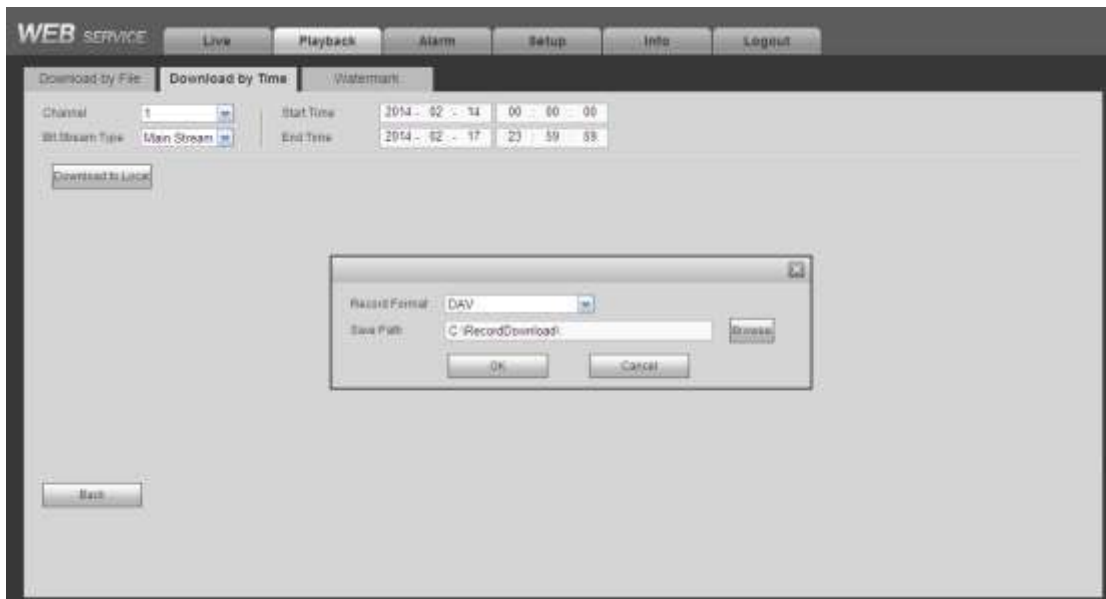 WEB SERVICE Live Playback Alarm Setup Info Logout
Download by File Download by Time Watermark
Channel 1 Start Time 2014 - 02 - 14 00 : 00 : 00
Bit Stream Type Main Stream End Time 2014 - 02 - 17 23 : 59 : 59
Download to Local
Record Format DAV
Save Path C:\RecordDownload\ Browse
OK Cancel
Back